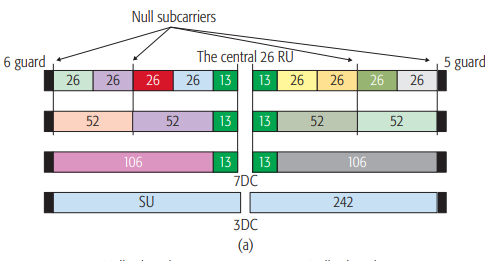 Null subcarriers
6 guard
The central 26 RU
5 guard
26 26 26 26 13 13 26 26 26 26
52 52 13 13 52 52
106 13 13 106
7DC
SU 242
3DC
(a)